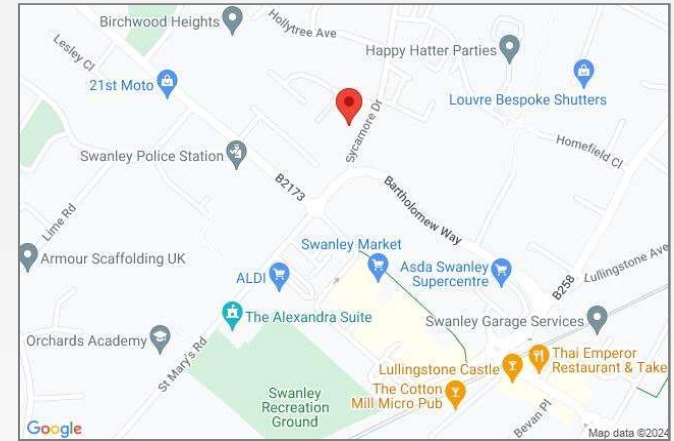 Birchwood Heights
Hollytree Ave
Lesley Cl
Happy Hatter Parties
21st Moto
Louvre Bespoke Shutters
Sycamore Dr
Swanley Police Station
Homefield Cl
B2173
Bartholomew Way
Lime Rd
Swanley Market
Armour Scaffolding UK
ALDI
Asda Swanley
Supercentre
Lullingstone Ave
B258
The Alexandra Suite
Swanley Garage Services
Orchards Academy
St Mary's Rd
Thai Emperor
Restaurant & Take
Lullingstone Castle
The Cotton
Mill Micro Pub
Swanley
Recreation
Ground
Bevan Pl
Google
Map data ©2024